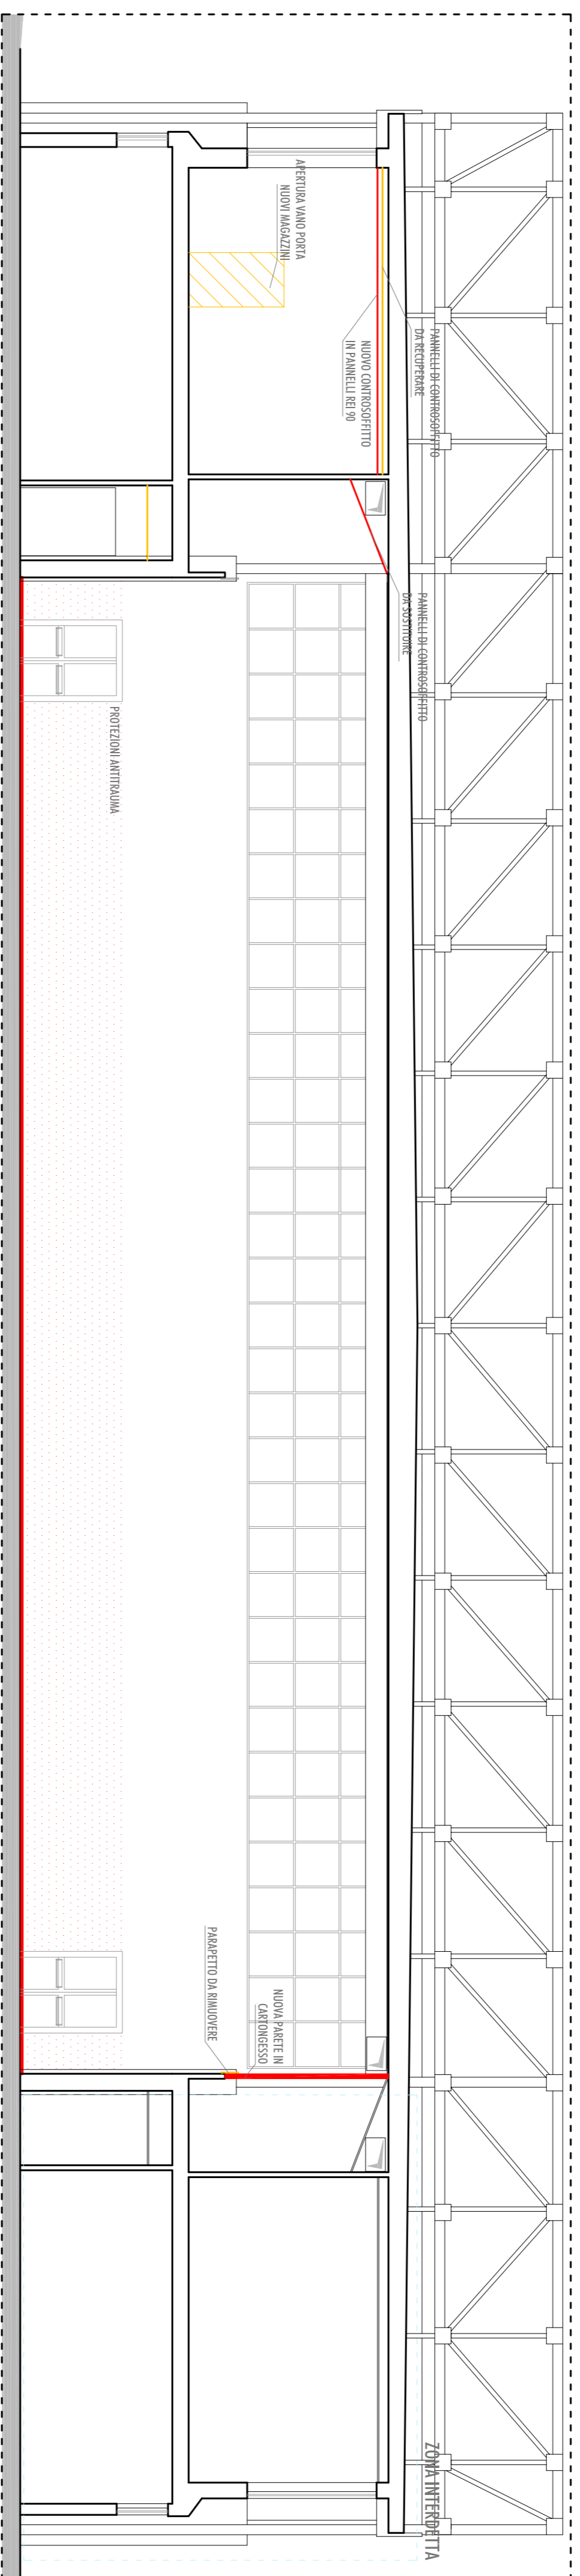 APERTURA VANO PORTA
NUOVI MAGAZZINI
PANNELLI DI CONTROSOFFITTO
DA RECUPERARE
NUOVO CONTROSOFFITTO
IN PANNELLI REI 90
PANNELLI DI CONTROSOFFITTO
DA SOSTITUIRE
PROTEZIONI ANTITRAUMA
PARAPETTO DA RIMUOVERE
NUOVA PARETE IN
CARTONGESSO
ZONA INTERDETTA